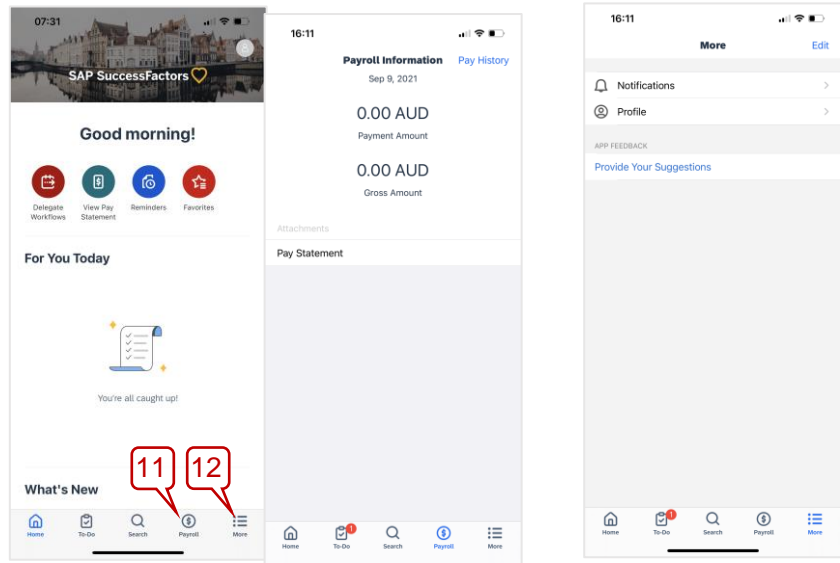 07:31
SAP SuccessFactors
Good morning!
Delegate
Workflows
View Pay
Statement
Reminders
Favorites
For You Today
You're all caught up!
11
12
What's New
Home
To-Do
Search
Payroll
More
16:11
Payroll Information
Pay History
Sep 9, 2021
0.00 AUD
Payment Amount
0.00 AUD
Gross Amount
Attachments
Pay Statement
Home
1
To-Do
Search
Payroll
More
16:11
More
Edit
Notifications
Profile
APP FEEDBACK
Provide Your Suggestions
Home
1
To-Do
Search
Payroll
More